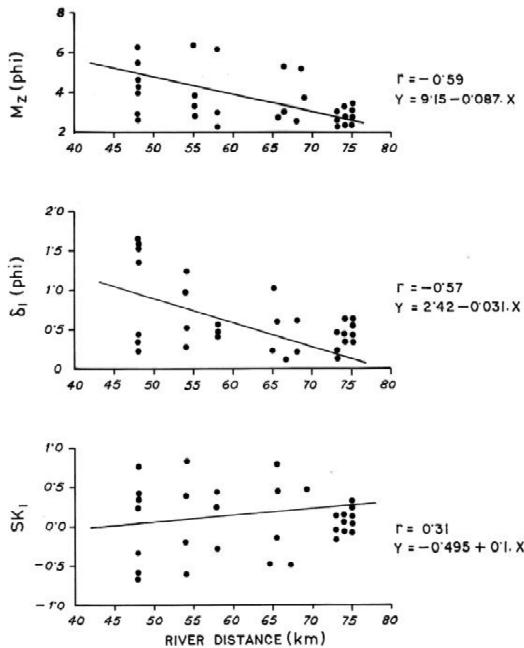 8
6
4
2
Mz (phi)
40 45 50 55 60 65 70 75 80
Γ = −0·59
Y = 9·15 − 0·087. X
2·0
1·5
1·0
0·5
0
δI (phi)
40 45 50 55 60 65 70 75 80
Γ = −0·57
Y = 2·42 − 0·031. X
1·0
0·5
0·0
−0·5
−1·0
SKI
40 45 50 55 60 65 70 75 80
RIVER DISTANCE (km)
Γ = 0·31
Y = −0·495 + 0·1. X